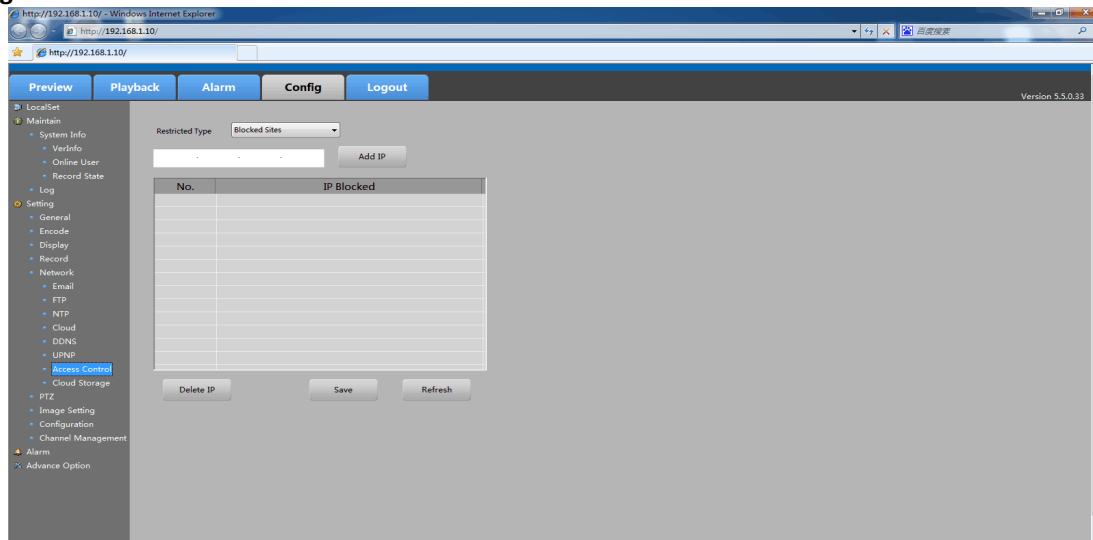 http://192.168.1.10/ - Windows Internet Explorer
http://192.168.1.10/
百度搜索
http://192.168.1.10/
Preview Playback Alarm Config Logout
Version 5.5.0.33
LocalSet
Maintain
System Info
VerInfo
Online User
Record State
Log
Setting
General
Encode
Display
Record
Network
Email
FTP
NTP
Cloud
DDNS
UPNP
Access Control
Cloud Storage
PTZ
Image Setting
Configuration
Channel Management
Alarm
Advance Option
Restricted Type Blocked Sites
. . . Add IP
No. IP Blocked
Delete IP Save Refresh